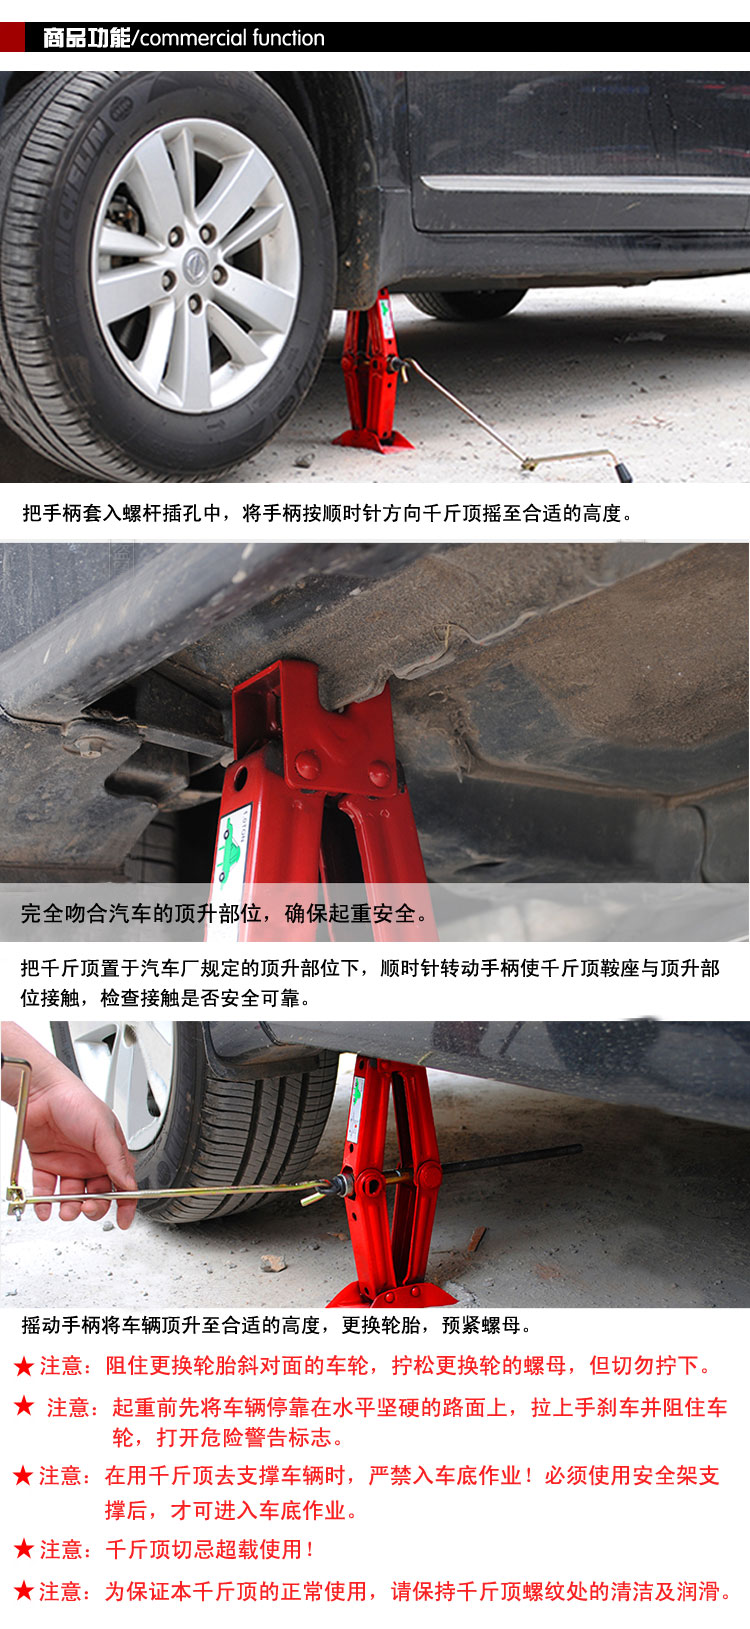 商品功能/commercial function
MICHELIN
把手柄套入螺杆插孔中，将手柄按顺时针方向千斤顶摇至合适的高度。
完全吻合汽车的顶升部位，确保起重安全。
把千斤顶置于汽车厂规定的顶升部位下，顺时针转动手柄使千斤顶鞍座与顶升部
位接触，检查接触是否安全可靠。
摇动手柄将车辆顶升至合适的高度，更换轮胎，预紧螺母。
★注意：阻住更换轮胎斜对面的车轮，拧松更换轮的螺母，但切勿拧下。
★ 注意：起重前先将车辆停靠在水平坚硬的路面上，拉上手刹车并阻住车
轮，打开危险警告标志。
★注意：在用千斤顶去支撑车辆时，严禁入车底作业！必须使用安全架支
撑后，才可进入车底作业。
★注意：千斤顶切忌超载使用！
★注意：为保证本千斤顶的正常使用，请保持千斤顶螺纹处的清洁及润滑。